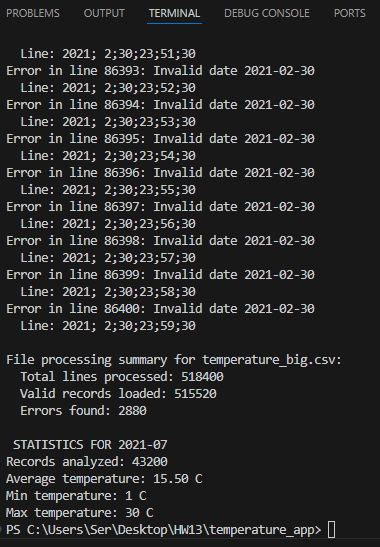 PROBLEMS OUTPUT TERMINAL DEBUG CONSOLE PORTS
Line: 2021; 2;30;23;51;30
Error in line 86393: Invalid date 2021-02-30
Line: 2021; 2;30;23;52;30
Error in line 86394: Invalid date 2021-02-30
Line: 2021; 2;30;23;53;30
Error in line 86395: Invalid date 2021-02-30
Line: 2021; 2;30;23;54;30
Error in line 86396: Invalid date 2021-02-30
Line: 2021; 2;30;23;55;30
Error in line 86397: Invalid date 2021-02-30
Line: 2021; 2;30;23;56;30
Error in line 86398: Invalid date 2021-02-30
Line: 2021; 2;30;23;57;30
Error in line 86399: Invalid date 2021-02-30
Line: 2021; 2;30;23;58;30
Error in line 86400: Invalid date 2021-02-30
Line: 2021; 2;30;23;59;30
File processing summary for temperature_big.csv:
Total lines processed: 518400
Valid records loaded: 515520
Errors found: 2880
STATISTICS FOR 2021-07
Records analyzed: 43200
Average temperature: 15.50 C
Min temperature: 1 C
Max temperature: 30 C
PS C:\Users\Ser\Desktop\HW13\temperature_app>